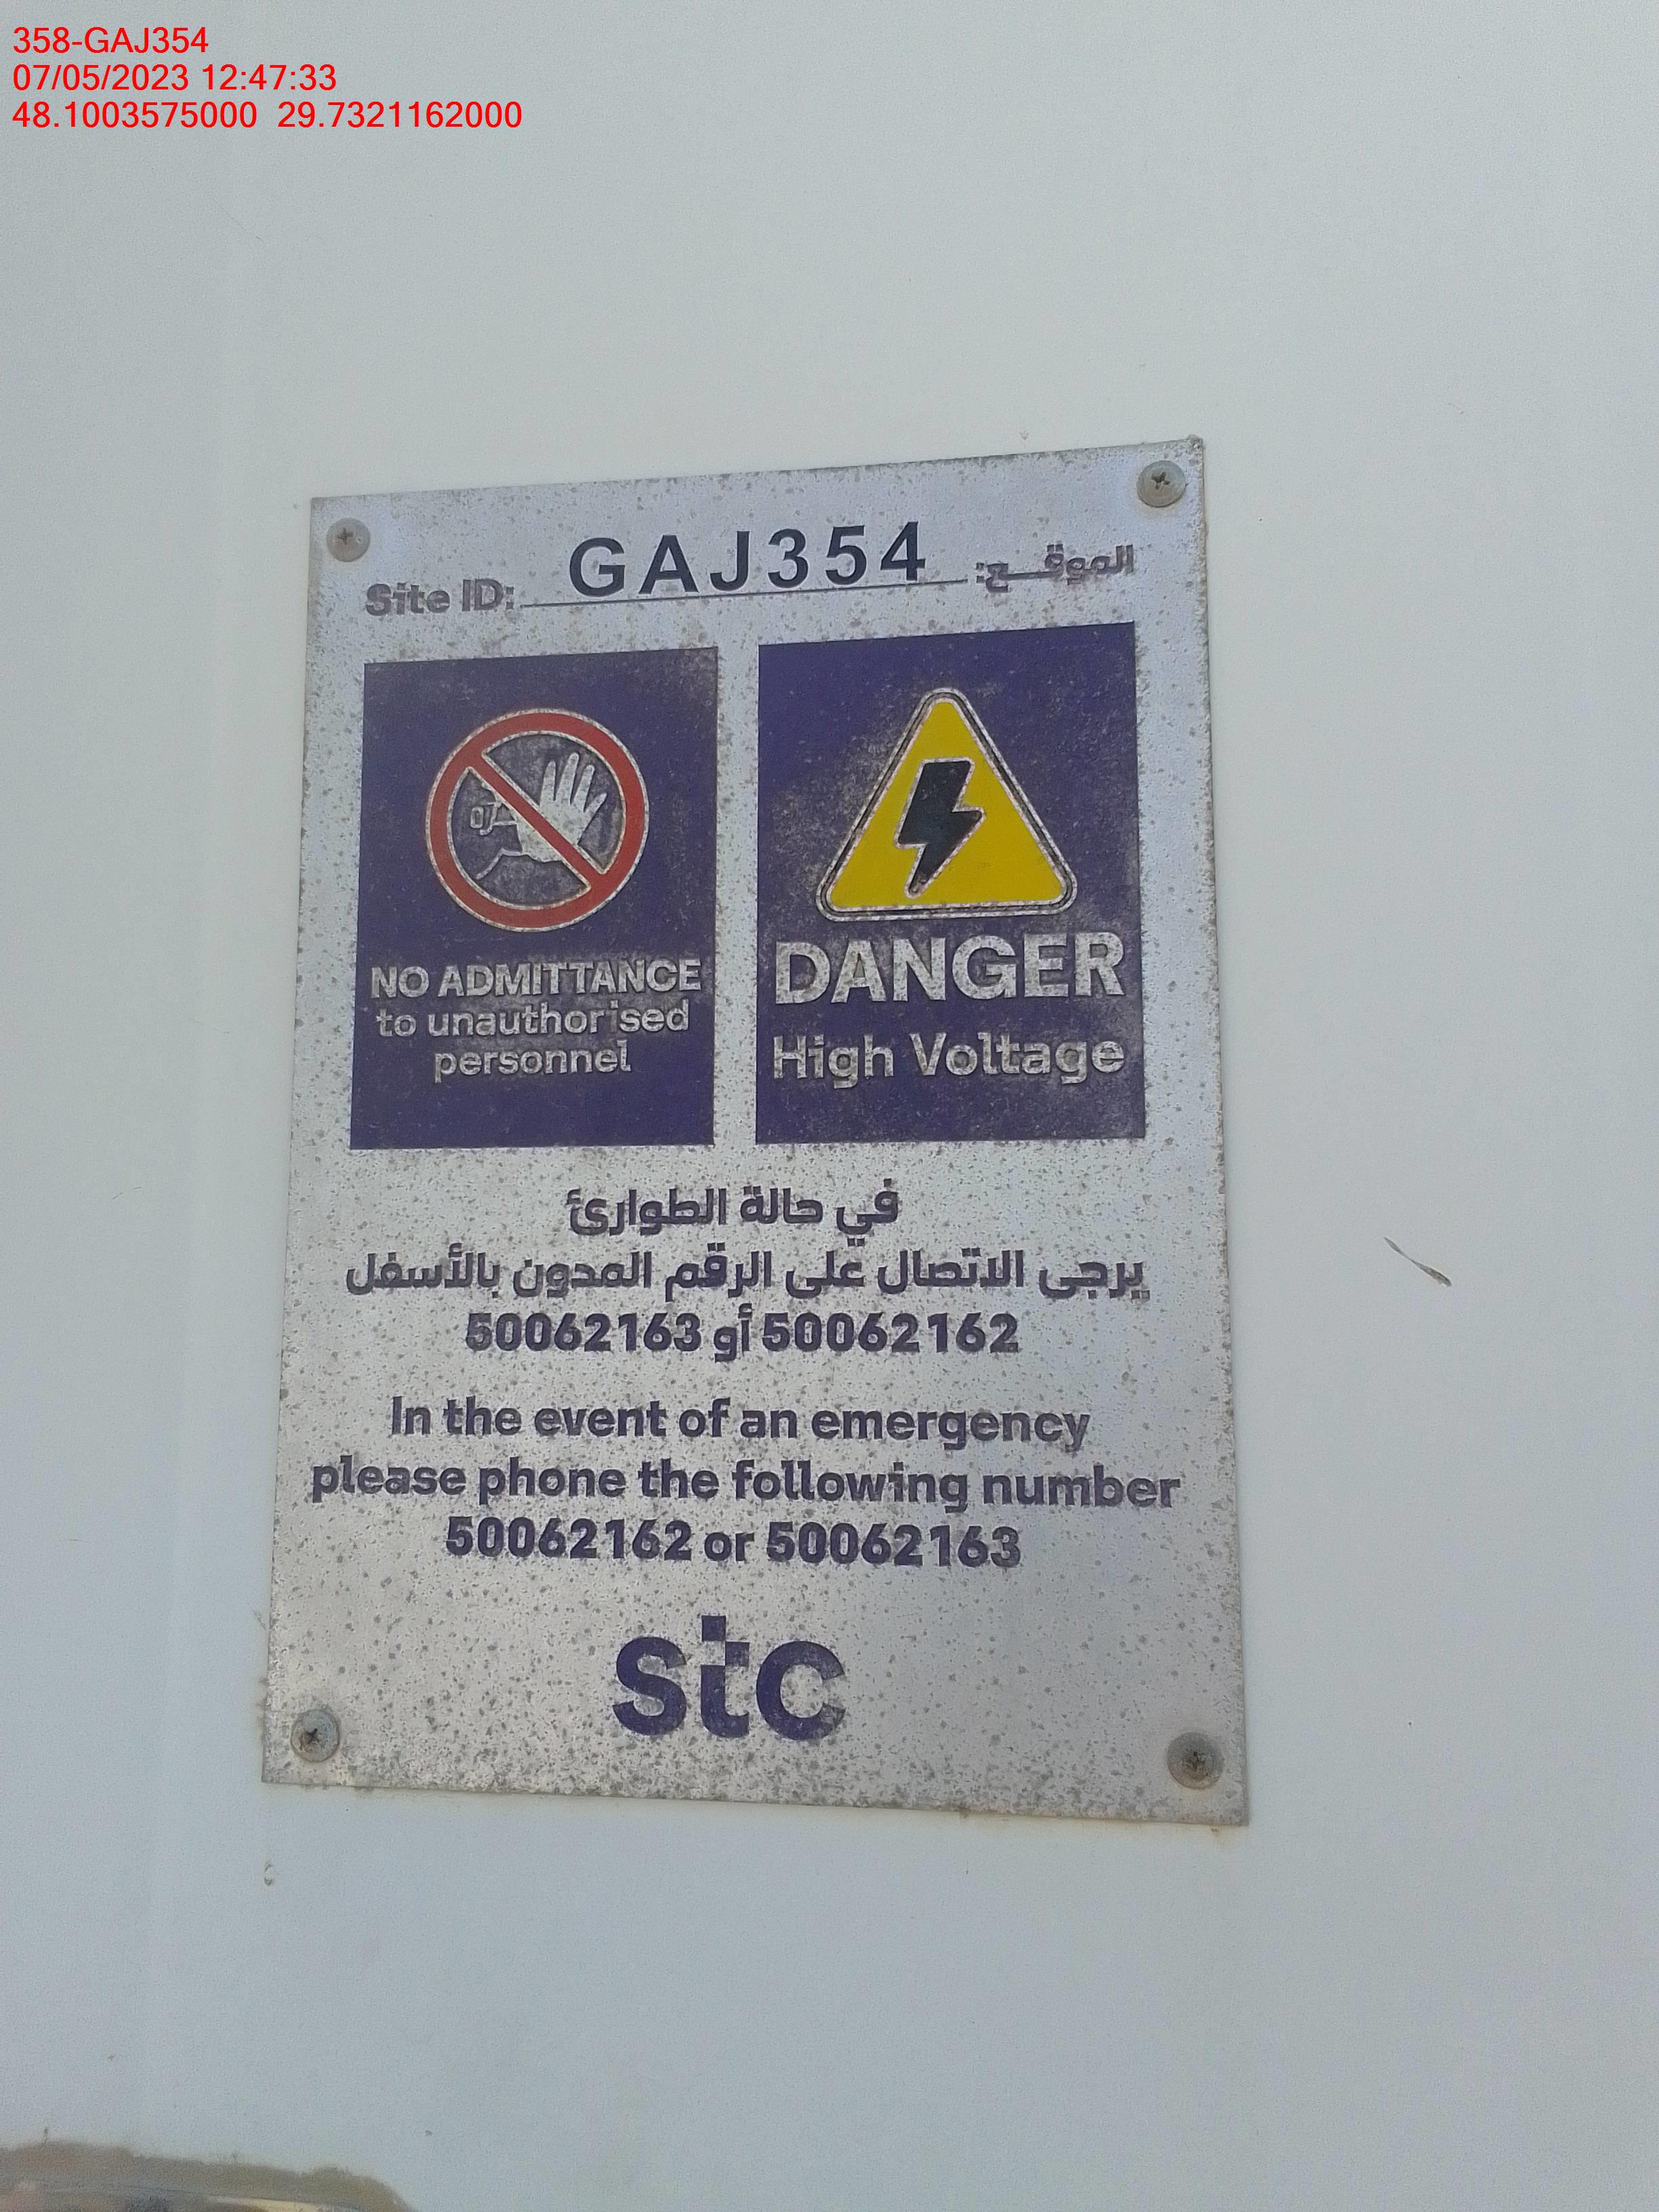 358-GAJ354
07/05/2023 12:47:33
48.1003575000 29.7321162000
Site ID: GAJ354 الموقع:
NO ADMITTANCE
to unauthorised
personnel
DANGER
High Voltage
في حالة الطوارئ
يرجى الاتصال على الرقم المدون بالأسفل
50062162 أو 50062163
In the event of an emergency
please phone the following number
50062162 or 50062163
stc